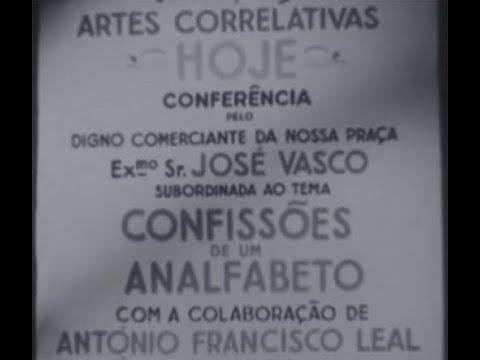 ARTES CORRELATIVAS
HOJE
CONFERÊNCIA
PELO
DIGNO COMERCIANTE DA NOSSA PRAÇA
Exmo Sr. JOSÉ VASCO
SUBORDINADA AO TEMA
CONFISSÕES
DE UM
ANALFABETO
COM A COLABORAÇÃO DE
ANTÓNIO FRANCISCO LEAL